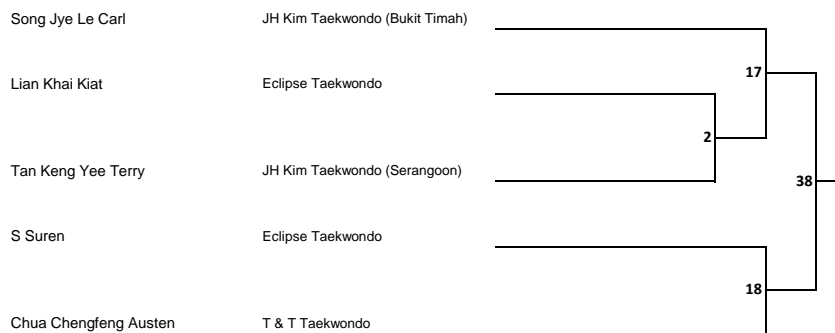 Song Jye Le Carl JH Kim Taekwondo (Bukit Timah)
17
Lian Khai Kiat Eclipse Taekwondo
2
Tan Keng Yee Terry JH Kim Taekwondo (Serangoon)
38
S Suren Eclipse Taekwondo
18
Chua Chengfeng Austen T & T Taekwondo